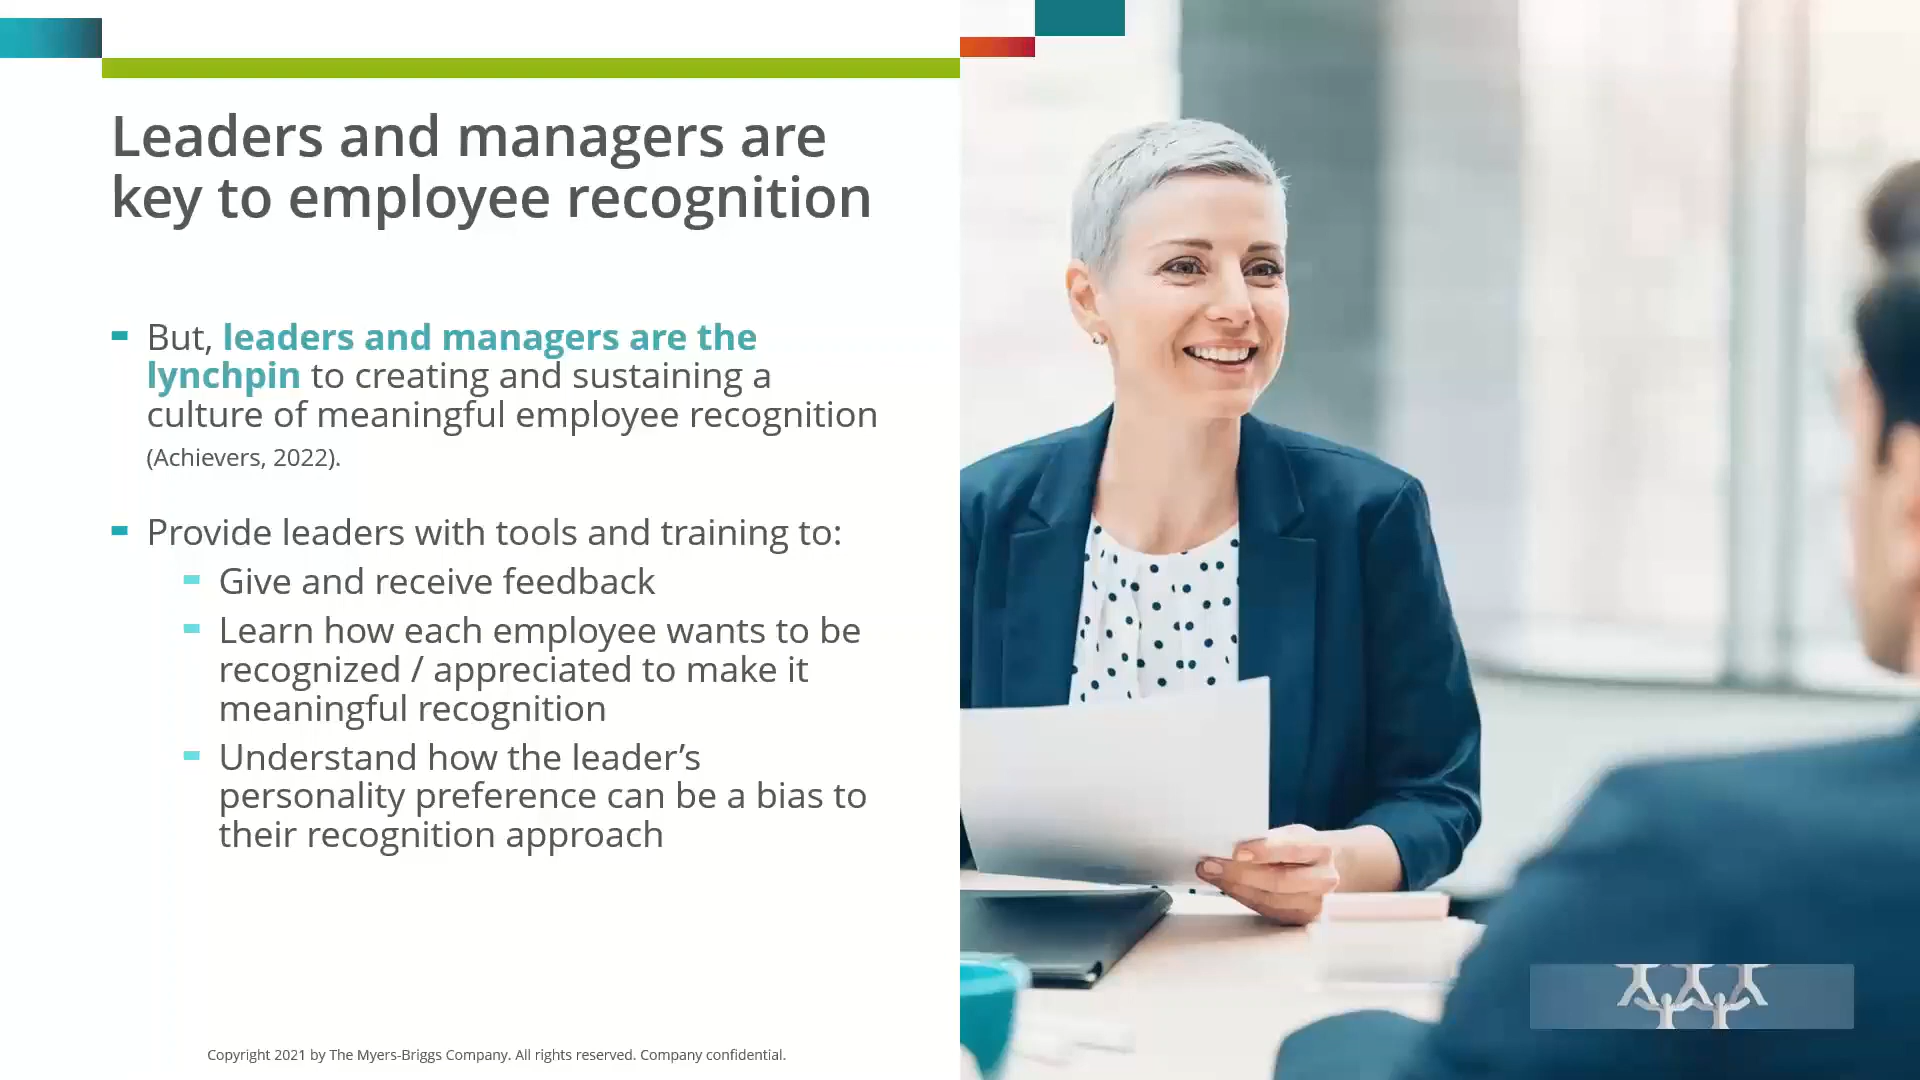 Leaders and managers are
key to employee recognition
But, leaders and managers are the
lynchpin to creating and sustaining a
culture of meaningful employee recognition
(Achievers, 2022).
Provide leaders with tools and training to:
Give and receive feedback
Learn how each employee wants to be
recognized / appreciated to make it
meaningful recognition
Understand how the leader’s
personality preference can be a bias to
their recognition approach
Copyright 2021 by The Myers-Briggs Company. All rights reserved. Company confidential.